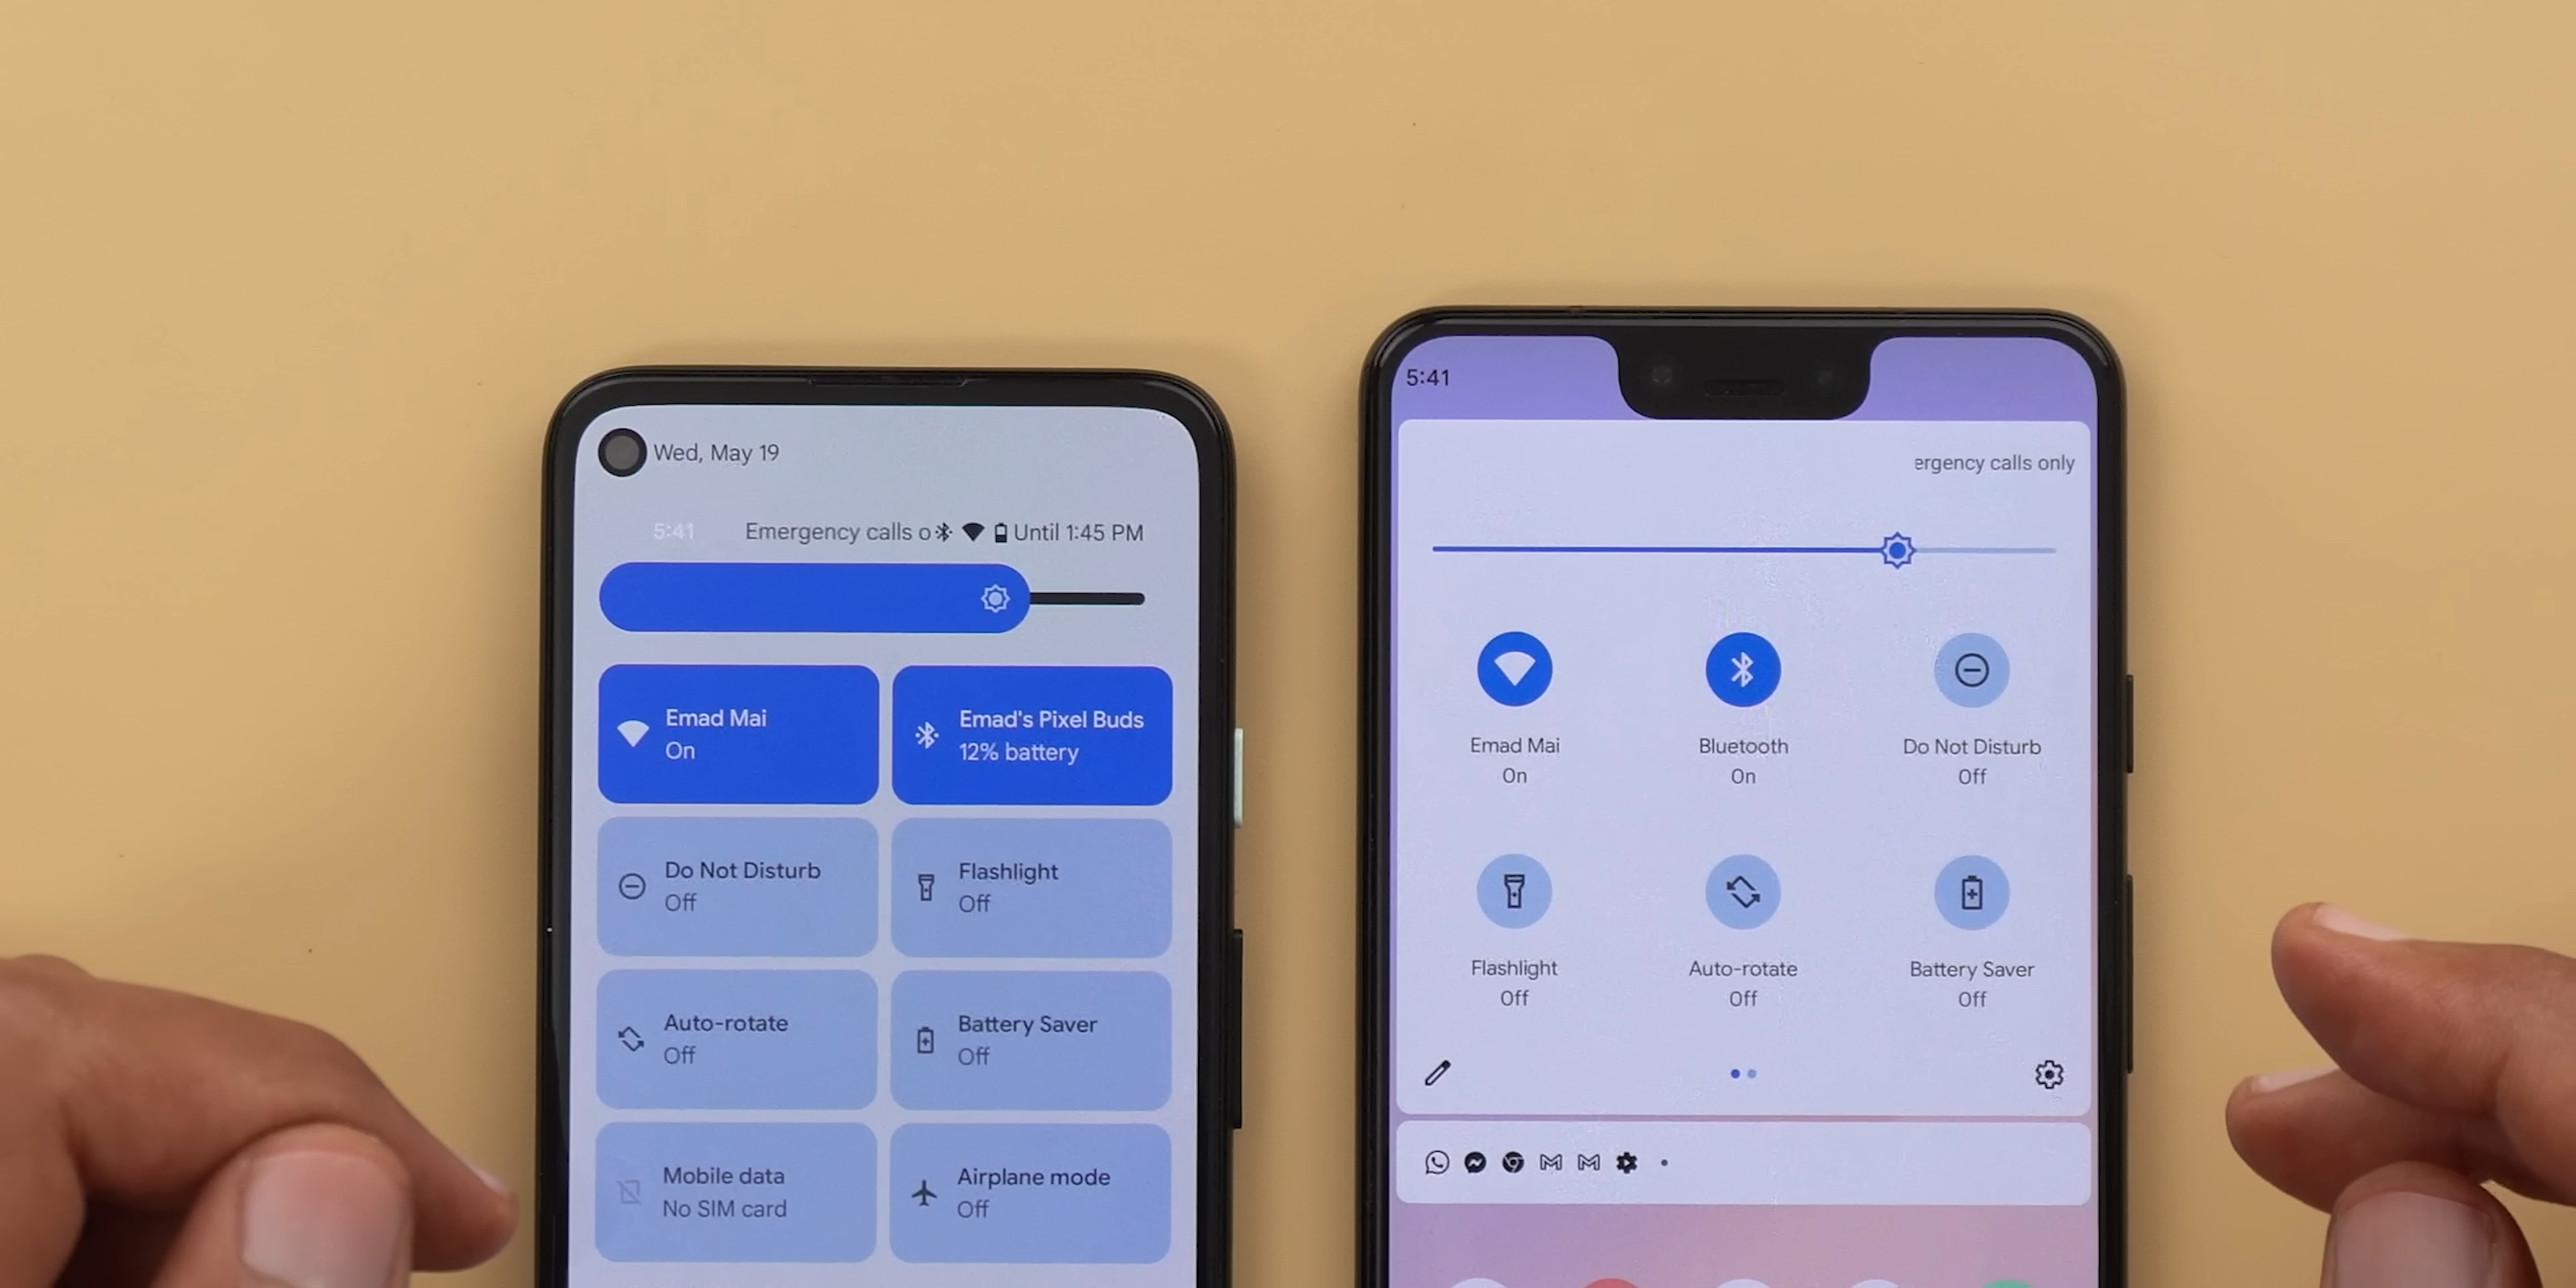 Wed, May 19
5:41
Emergency calls o
Until 1:45 PM
Emad Mai
On
Emad's Pixel Buds
12% battery
Do Not Disturb
Off
Flashlight
Off
Auto-rotate
Off
Battery Saver
Off
Mobile data
No SIM card
Airplane mode
Off
5:41
ergency calls only
Emad Mai
On
Bluetooth
On
Do Not Disturb
Off
Flashlight
Off
Auto-rotate
Off
Battery Saver
Off